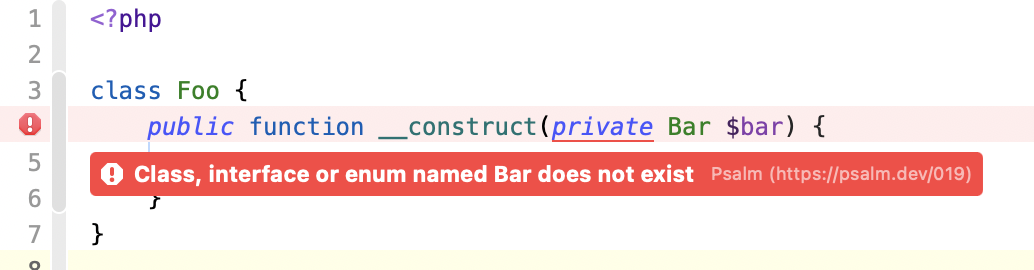 1 <?php
2
3 class Foo {
public function __construct(private Bar $bar) {
5 Class, interface or enum named Bar does not exist Psalm (https://psalm.dev/019)
6 }
7 }
8